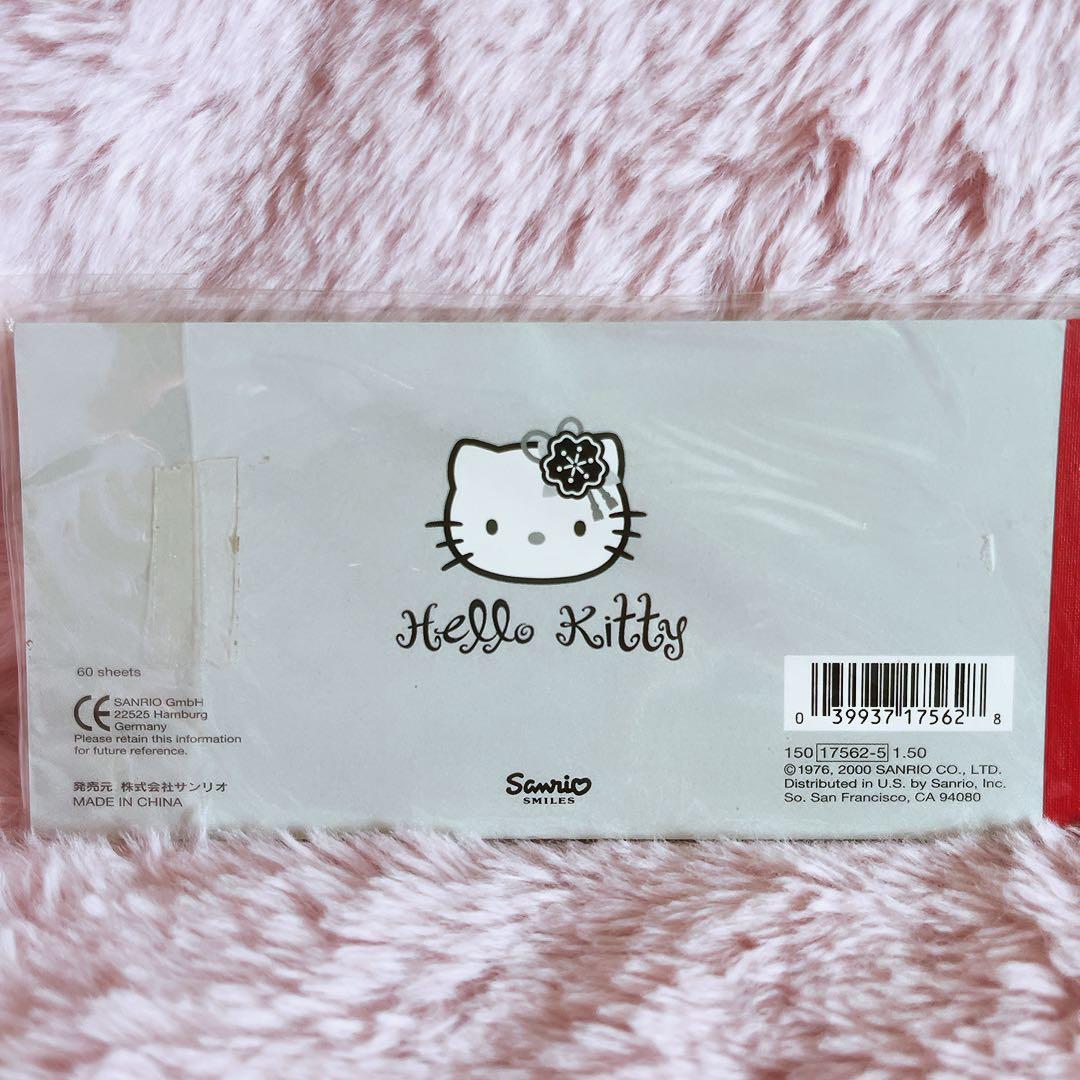 Hello Kitty
60 sheets
CE SANRIO GmbH
22525 Hamburg
Germany
Please retain this information
for future reference.
発売元 株式会社サンリオ
MADE IN CHINA
Sanrio
SMILES
0 39937 17562 8
150 17562-5 1.50
©1976, 2000 SANRIO CO., LTD.
Distributed in U.S. by Sanrio, Inc.
So. San Francisco, CA 94080